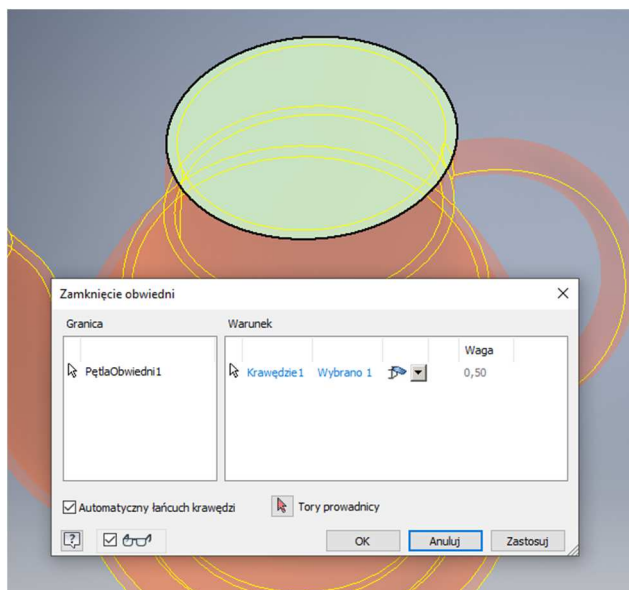 Zamknięcie obwiedni
Granica
Warunek
Waga
PętlaObwiedni1
Krawędzie1 Wybrano 1 0,50
Automatyczny łańcuch krawędzi
Tory prowadnicy
OK
Anuluj
Zastosuj